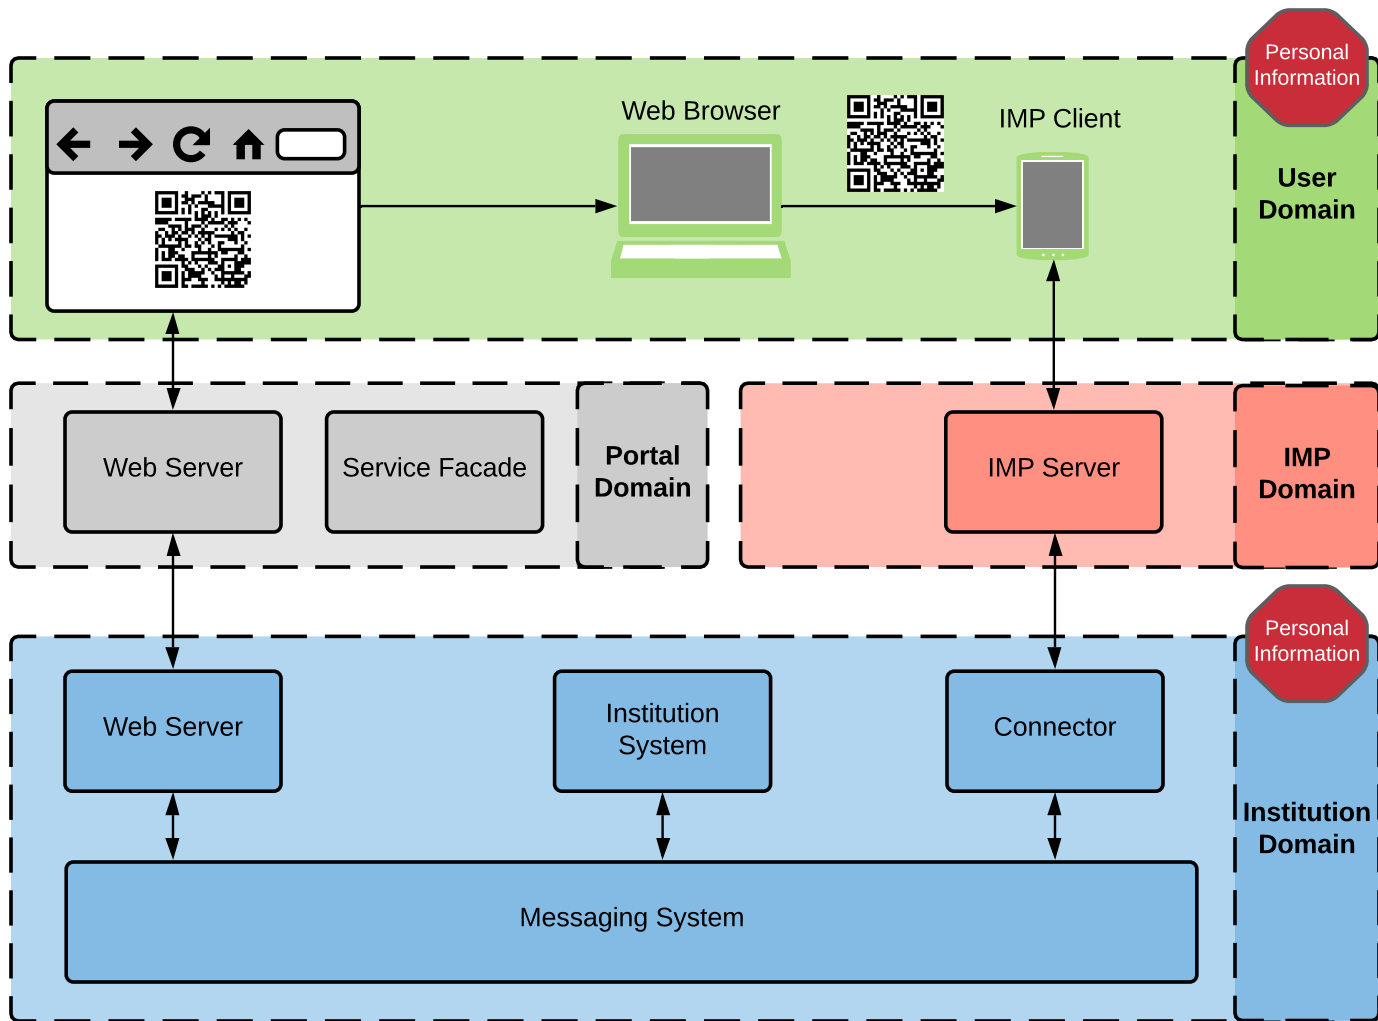 Personal
Information
Web Browser
IMP Client
User
Domain
Web Server
Service Facade
Portal
Domain
IMP Server
IMP
Domain
Personal
Information
Web Server
Institution
System
Connector
Institution
Domain
Messaging System